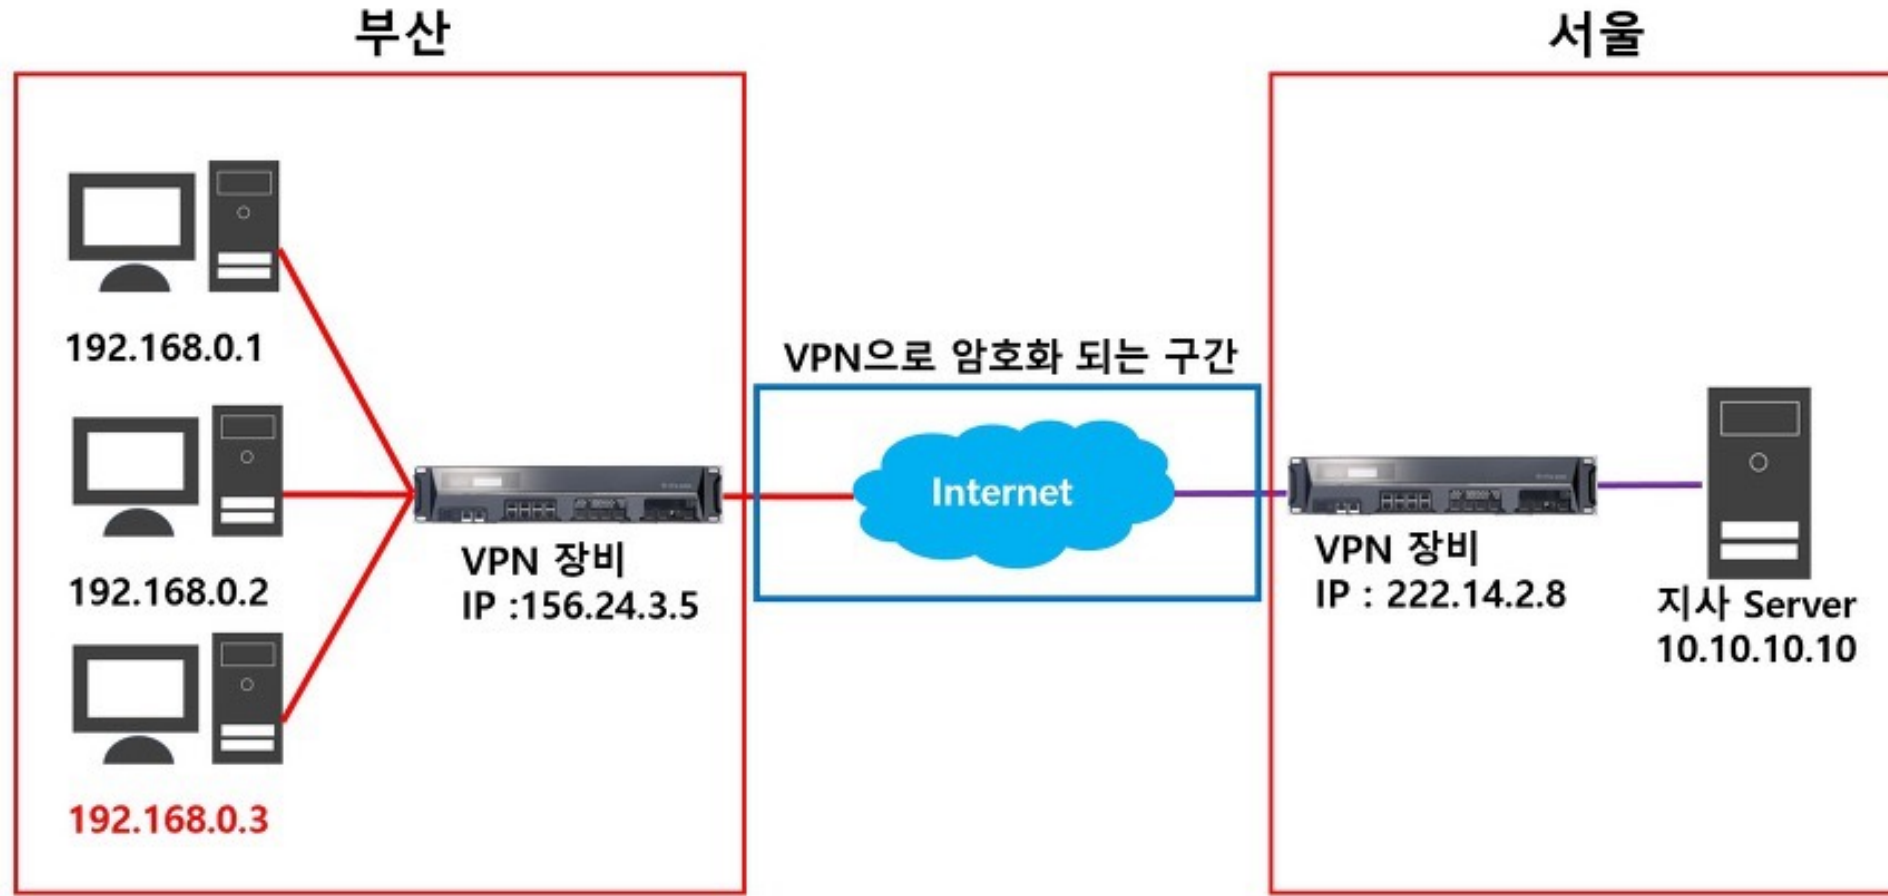 부산
서울
192.168.0.1
VPN으로 암호화 되는 구간
192.168.0.2
Internet
VPN 장비
IP :156.24.3.5
VPN 장비
IP : 222.14.2.8
지사 Server
10.10.10.10
192.168.0.3